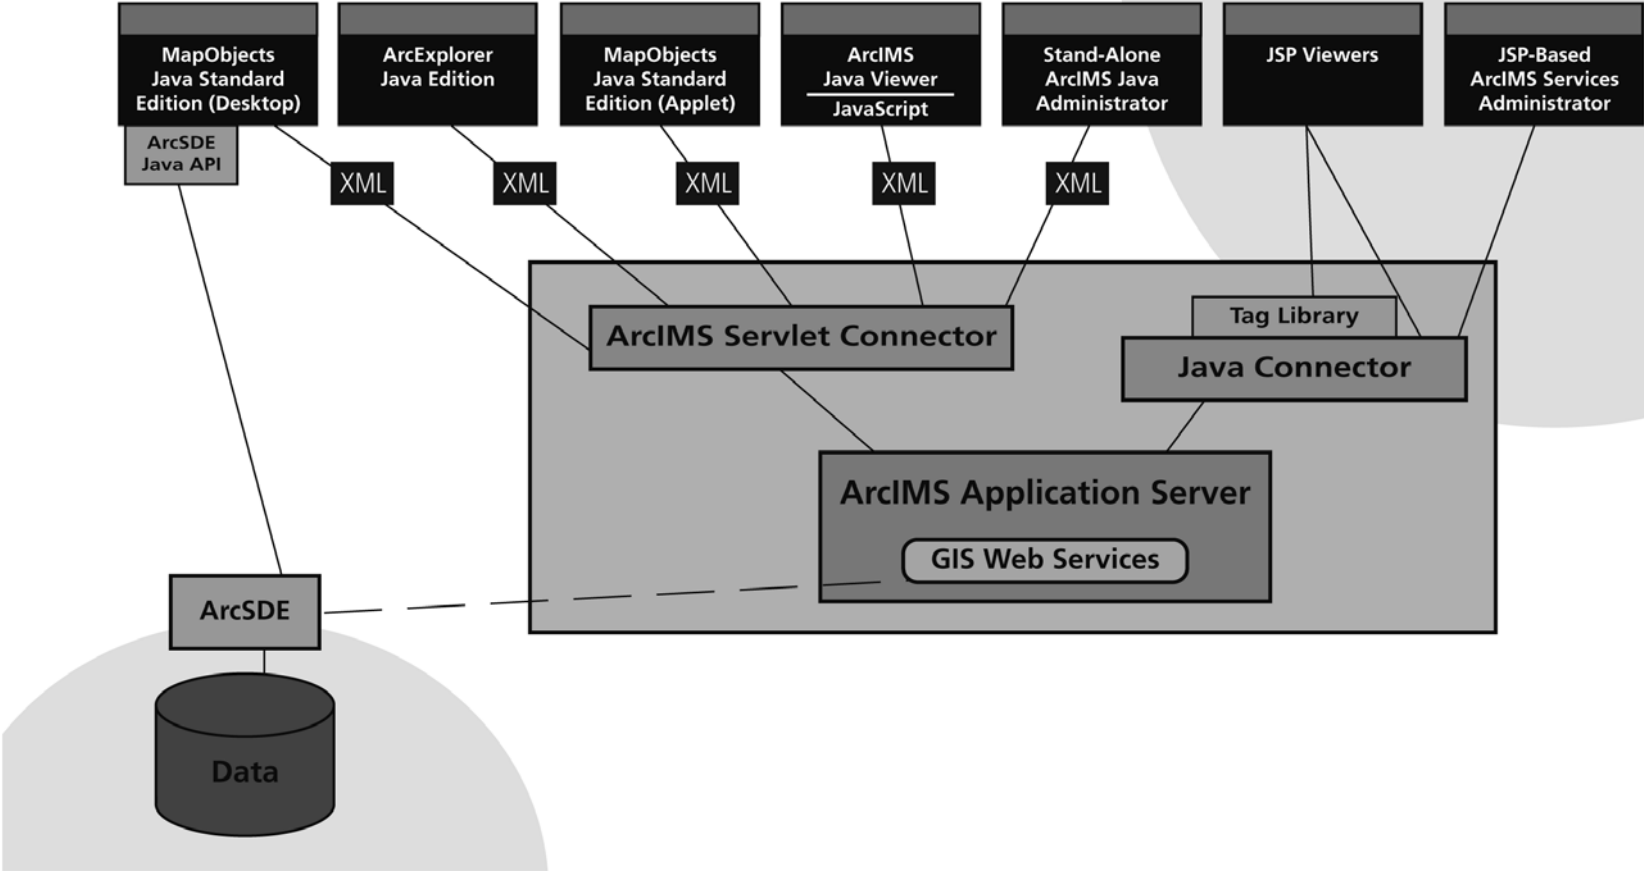 MapObjects
Java Standard
Edition (Desktop)
ArcExplorer
Java Edition
MapObjects
Java Standard
Edition (Applet)
ArcIMS
Java Viewer
JavaScript
Stand-Alone
ArcIMS Java
Administrator
JSP Viewers
JSP-Based
ArcIMS Services
Administrator
ArcSDE
Java API
XML
XML
XML
XML
XML
Tag Library
ArcIMS Servlet Connector
Java Connector
ArcIMS Application Server
GIS Web Services
ArcSDE
Data